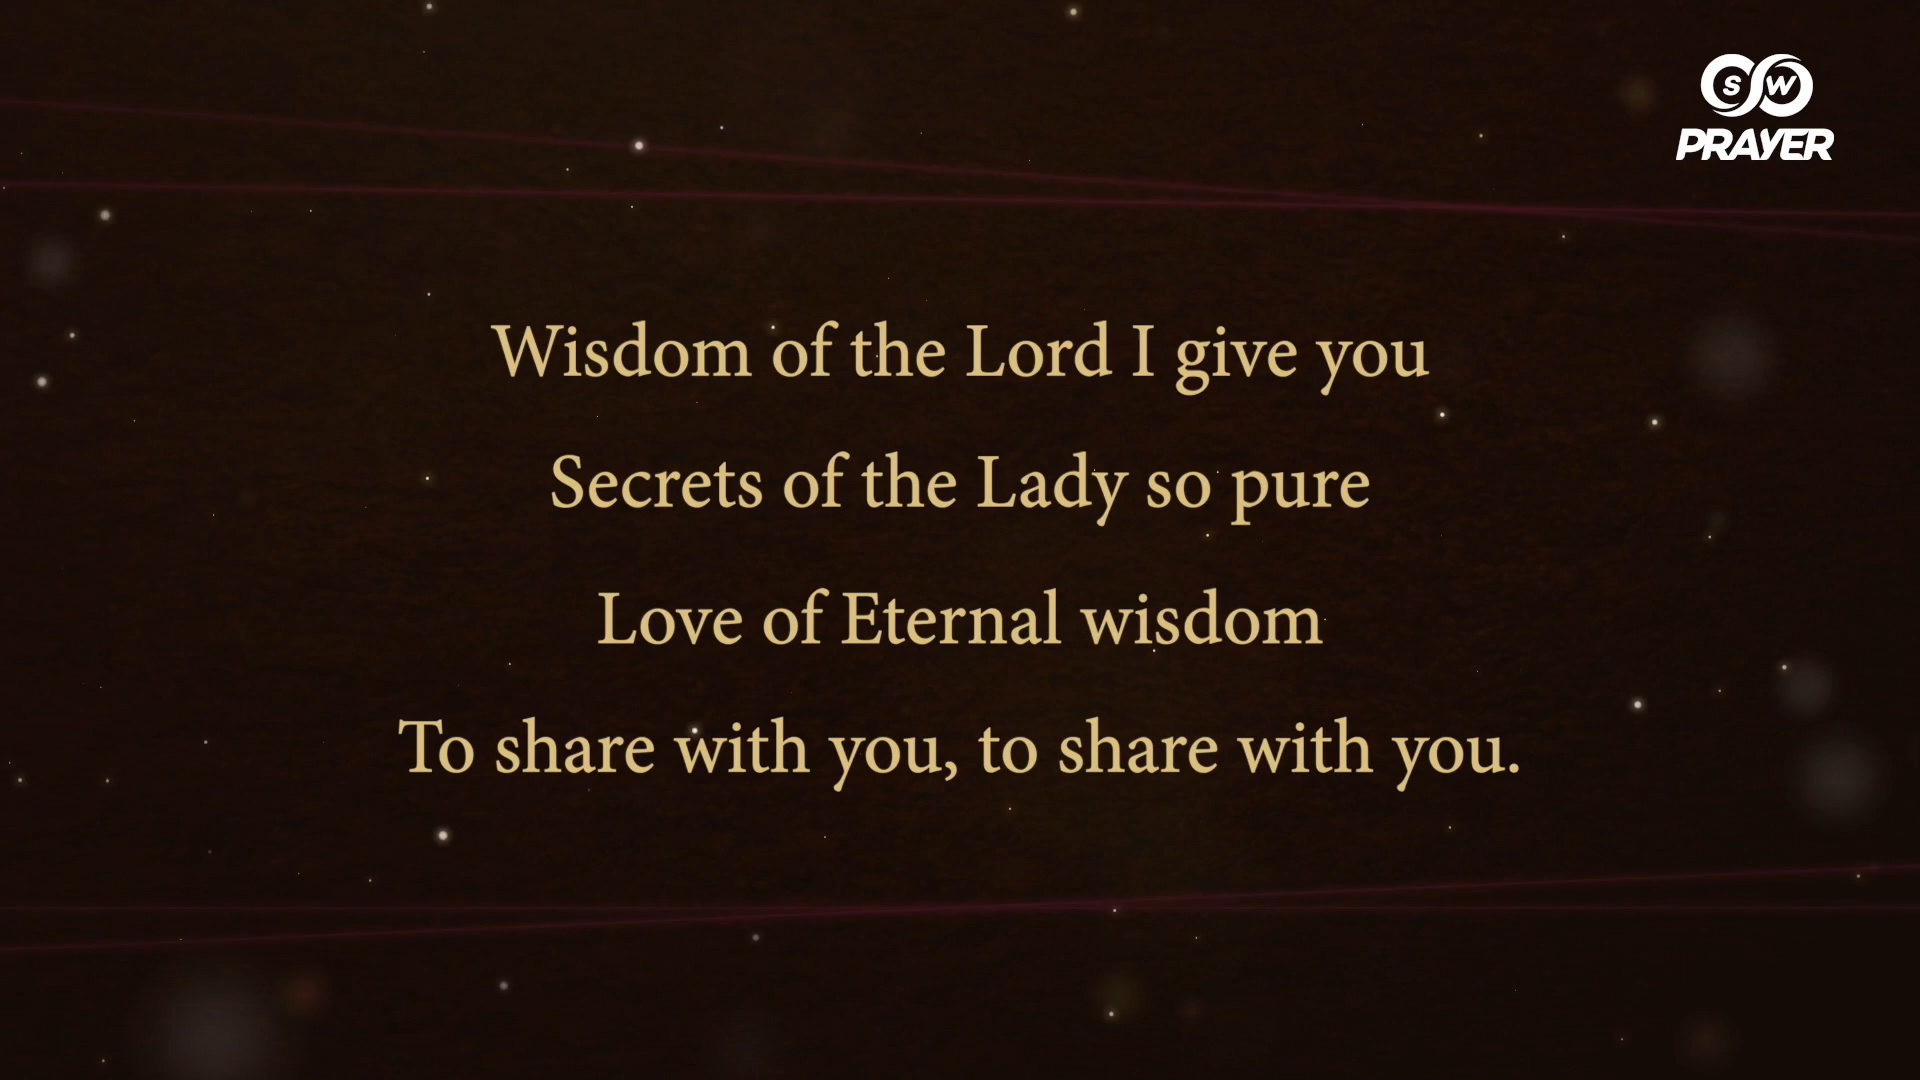 SW
PRAYER
Wisdom of the Lord I give you
Secrets of the Lady so pure
Love of Eternal wisdom
To share with you, to share with you.